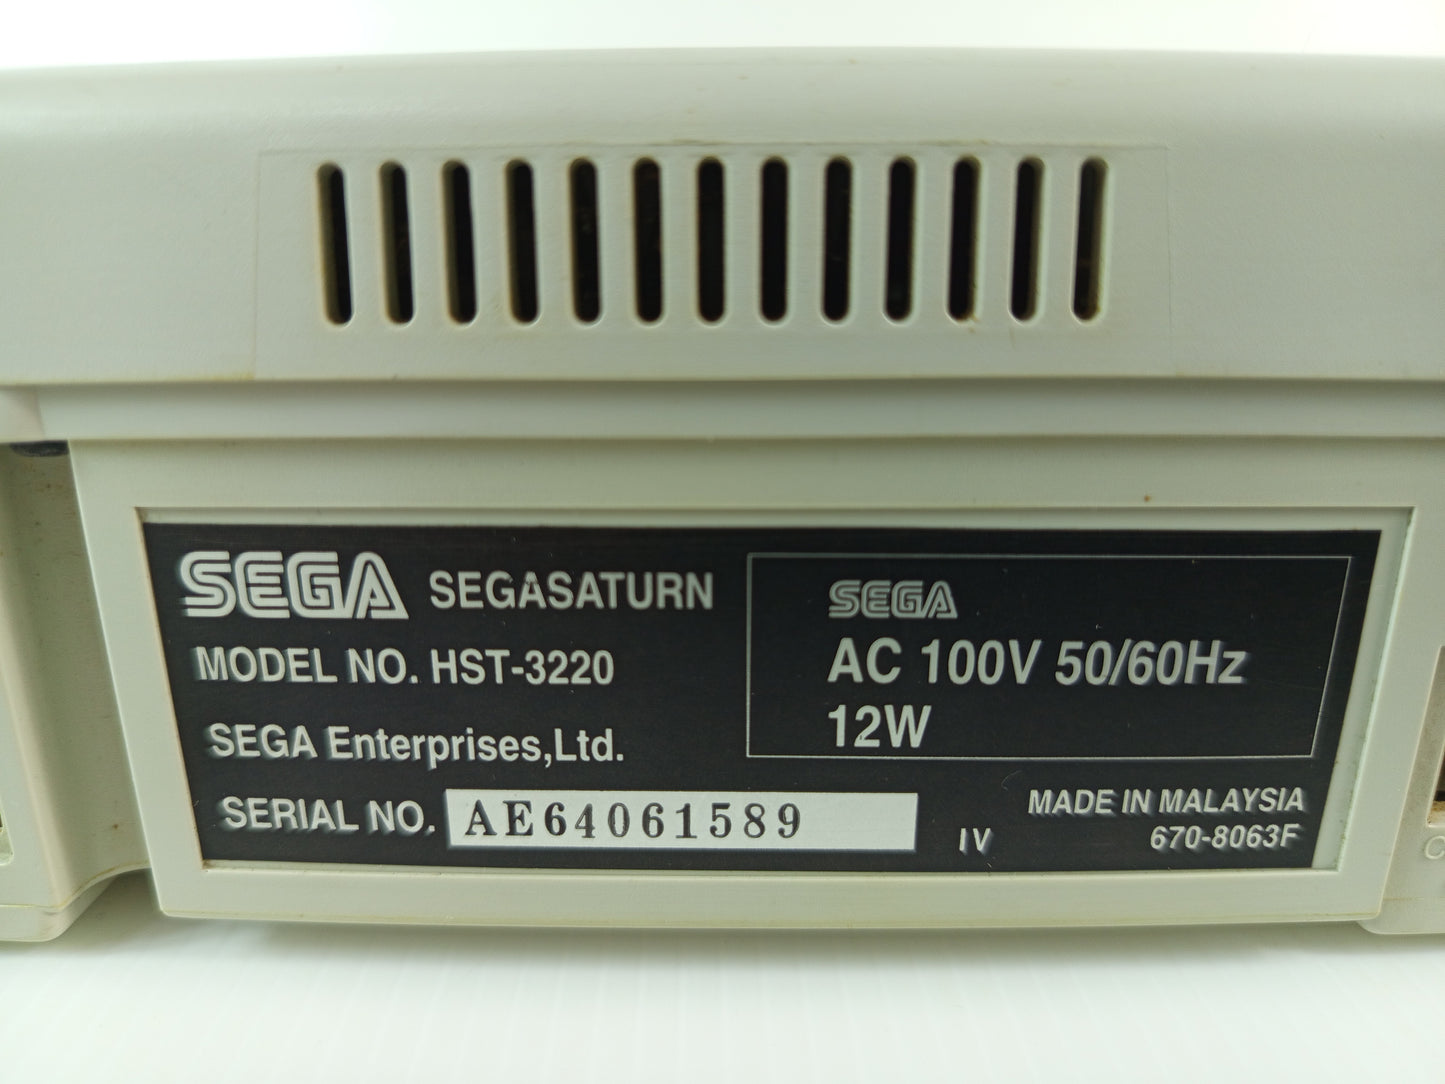 SEGA SEGASATURN
MODEL NO. HST-3220
SEGA Enterprises,Ltd.
SERIAL NO. AE64061589
SEGA
AC 100V 50/60Hz
12W
IV
MADE IN MALAYSIA
670-8063F